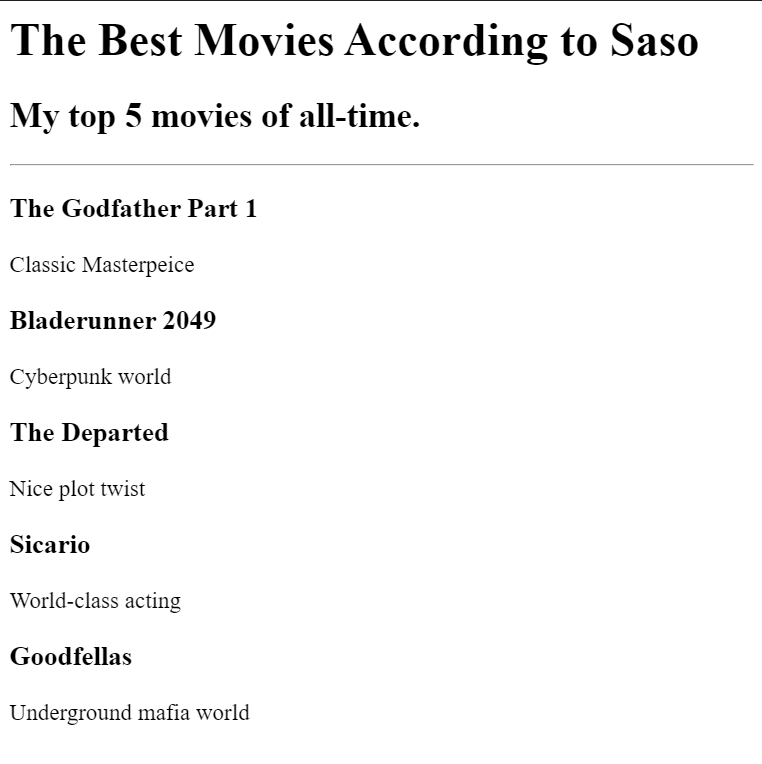 The Best Movies According to Saso
My top 5 movies of all-time.
The Godfather Part 1
Classic Masterpeice
Bladerunner 2049
Cyberpunk world
The Departed
Nice plot twist
Sicario
World-class acting
Goodfellas
Underground mafia world